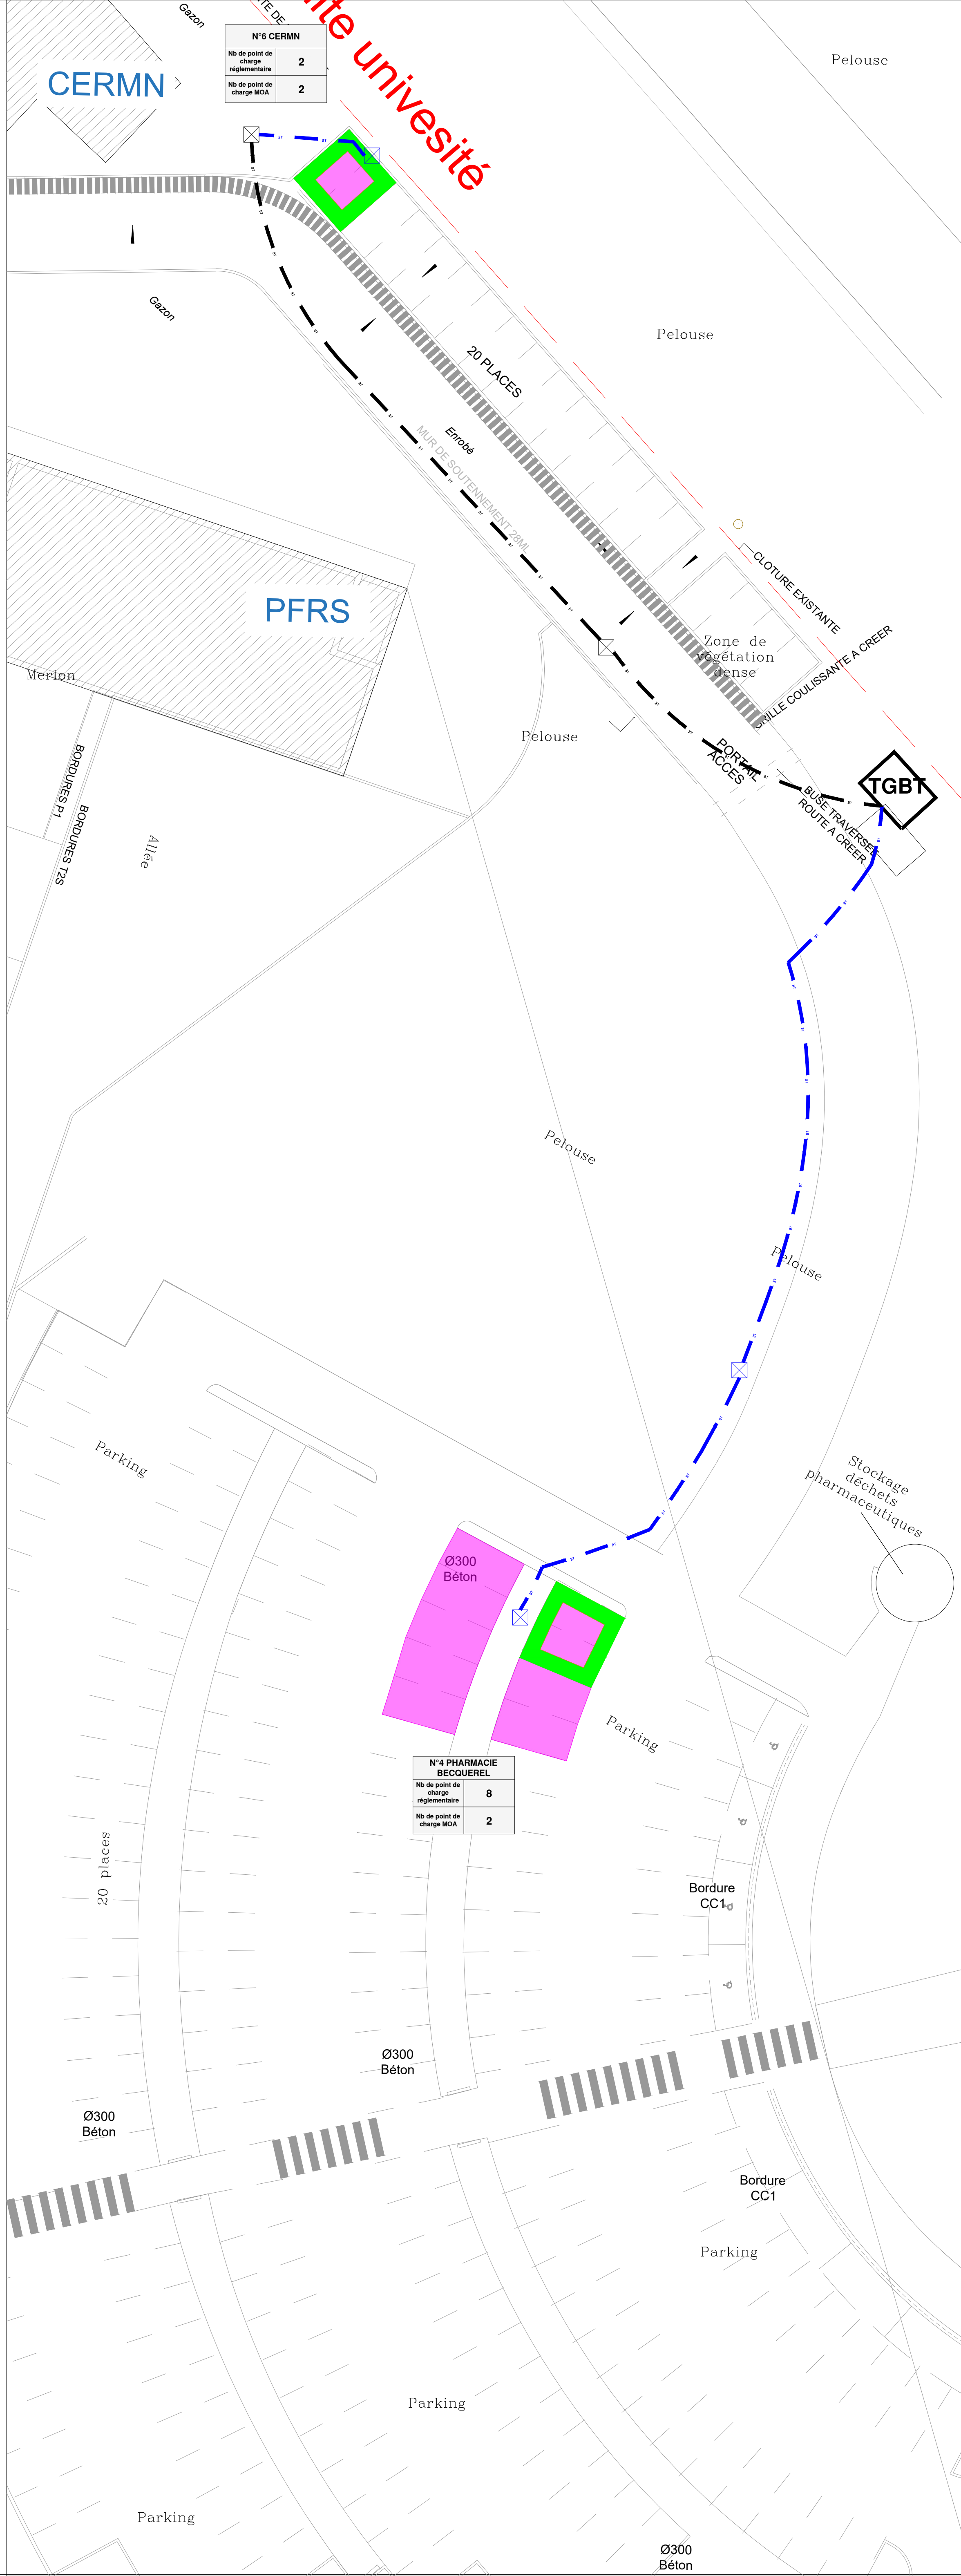 Gazon
N°6 CERMN
Nb de point de
charge
réglementaire
2
Nb de point de
charge MOA
2
univesité
CERMN
Pelouse
Gazon
Pelouse
20 PLACES
Enrobé
MUR DE SOUTENNEMENT 28ML
CLOTURE EXISTANTE
PFRS
Zone de
végétation
dense
GRILLE COULISSANTE A CREER
Merlon
Pelouse
PORTAIL
ACCES
TGBT
BUSE TRAVERSEE
ROUTE A CREER
BORDURES P1
BORDURES T2S
Allée
Pelouse
Pelouse
Parking
Stockage
déchets
pharmaceutiques
Ø300
Béton
Parking
N°4 PHARMACIE
BECQUEREL
Nb de point de
charge
réglementaire
8
Nb de point de
charge MOA
2
20 places
Bordure
CC1
Ø300
Béton
Ø300
Béton
Bordure
CC1
Parking
Parking
Parking
Ø300
Béton